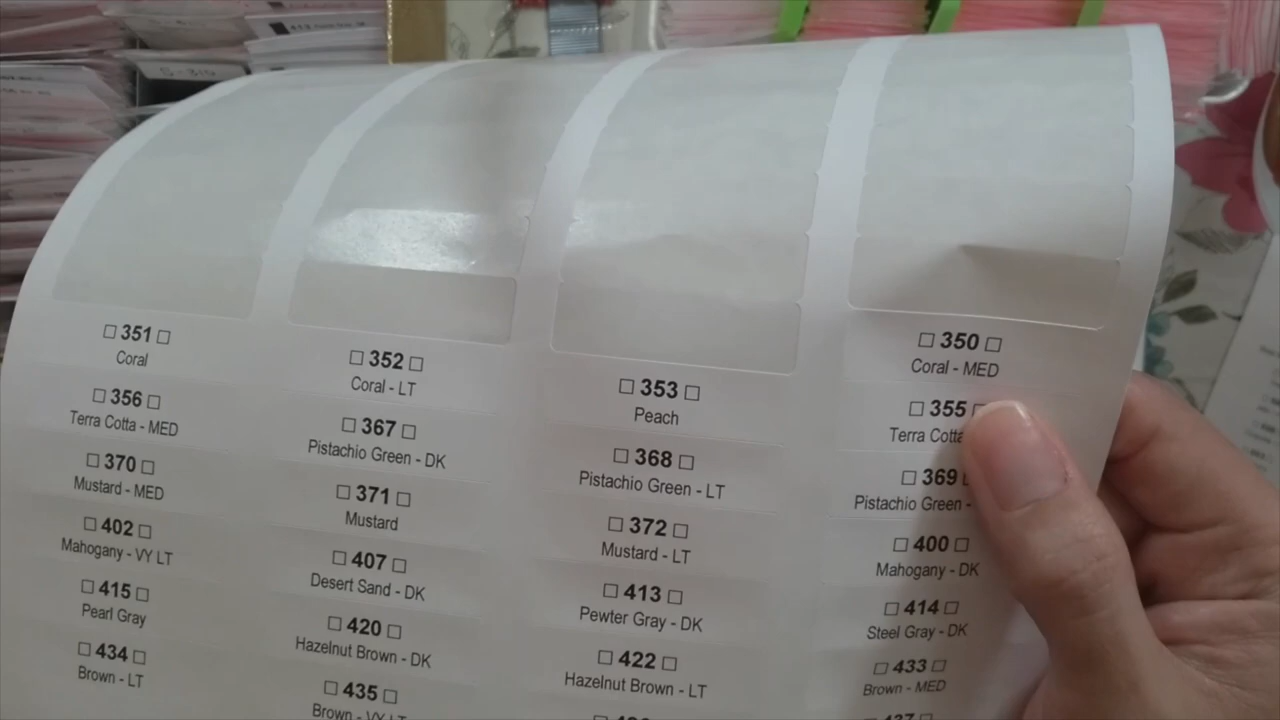 ☐ 351 ☐
Coral
☐ 352 ☐
Coral - LT
☐ 353 ☐
Peach
☐ 350 ☐
Coral - MED
☐ 356 ☐
Terra Cotta - MED
☐ 367 ☐
Pistachio Green - DK
☐ 368 ☐
Pistachio Green - LT
☐ 355
Terra Cotta
☐ 370 ☐
Mustard - MED
☐ 371 ☐
Mustard
☐ 372 ☐
Mustard - LT
☐ 369
Pistachio Green -
☐ 402 ☐
Mahogany - VY LT
☐ 407 ☐
Desert Sand - DK
☐ 413 ☐
Pewter Gray - DK
☐ 400 ☐
Mahogany - DK
☐ 415 ☐
Pearl Gray
☐ 420 ☐
Hazelnut Brown - DK
☐ 422 ☐
Hazelnut Brown - LT
☐ 414 ☐
Steel Gray - DK
☐ 434 ☐
Brown - LT
☐ 435 ☐
Brown - VY LT
☐ 433 ☐
Brown - MED